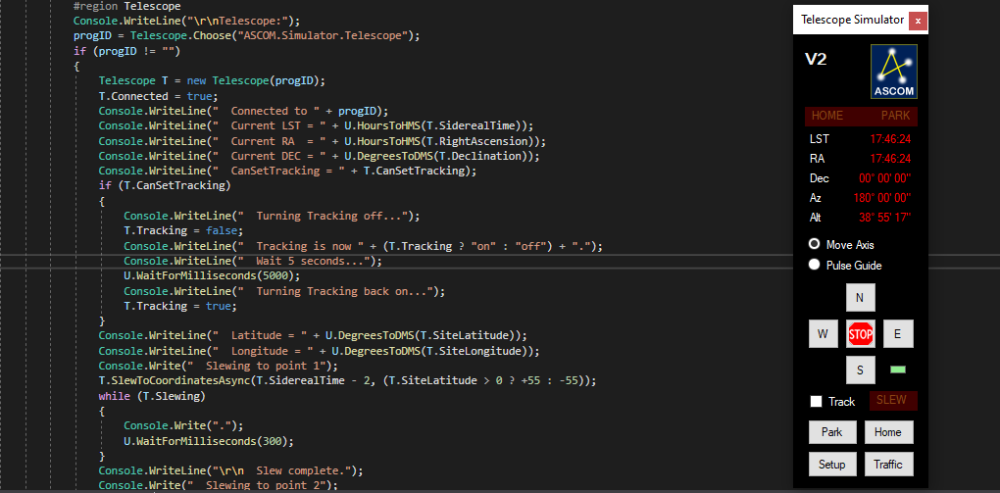 #region Telescope
Console.WriteLine("\r\nTelescope:");
progID = Telescope.Choose("ASCOM.Simulator.Telescope");
if (progID != "")
{
Telescope T = new Telescope(progID);
T.Connected = true;
Console.WriteLine("  Connected to " + progID);
Console.WriteLine("  Current LST = " + U.HoursToHMS(T.SiderealTime));
Console.WriteLine("  Current RA  = " + U.HoursToHMS(T.RightAscension));
Console.WriteLine("  Current DEC = " + U.DegreesToDMS(T.Declination));
Console.WriteLine("  CanSetTracking = " + T.CanSetTracking);
if (T.CanSetTracking)
{
Console.WriteLine("  Turning Tracking off...");
T.Tracking = false;
Console.WriteLine("  Tracking is now " + (T.Tracking ? "on" : "off") + ".");
Console.WriteLine("  Wait 5 seconds...");
U.WaitForMilliseconds(5000);
Console.WriteLine("  Turning Tracking back on...");
T.Tracking = true;
}
Console.WriteLine("  Latitude = " + U.DegreesToDMS(T.SiteLatitude));
Console.WriteLine("  Longitude = " + U.DegreesToDMS(T.SiteLongitude));
Console.WriteLine("  Slewing to point 1");
T.SlewToCoordinatesAsync(T.SiderealTime - 2, (T.SiteLatitude > 0 ? +55 : -55));
while (T.Slewing)
{
Console.Write(".");
U.WaitForMilliseconds(300);
}
Console.WriteLine("\r\n  Slew complete.");
Console.Write("  Slewing to point 2");
Telescope Simulator x
V2
ASCOM
HOME PARK
LST 17:46:24
RA 17:46:24
Dec 00° 00' 00"
Az 180° 00' 00"
Alt 38° 55' 17"
Move Axis
Pulse Guide
N
W STOP E
S
Track SLEW
Park Home
Setup Traffic